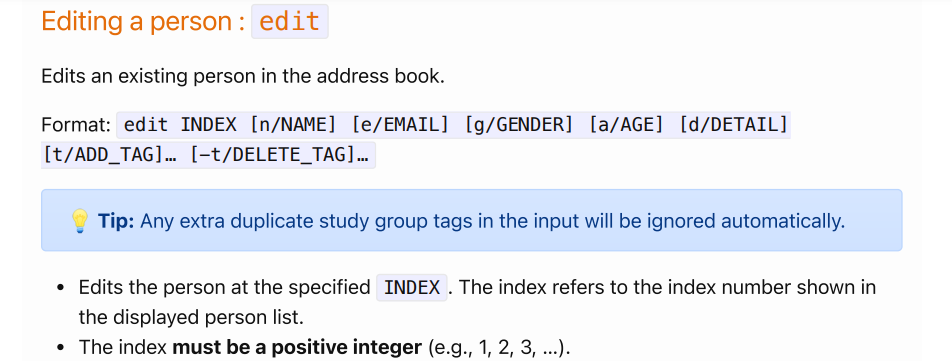 Editing a person : edit
Edits an existing person in the address book.
Format: edit INDEX [n/NAME] [e/EMAIL] [g/GENDER] [a/AGE] [d/DETAIL]
[t/ADD_TAG]… [-t/DELETE_TAG]…
💡 Tip: Any extra duplicate study group tags in the input will be ignored automatically.
• Edits the person at the specified INDEX . The index refers to the index number shown in
the displayed person list.
• The index must be a positive integer (e.g., 1, 2, 3, …).